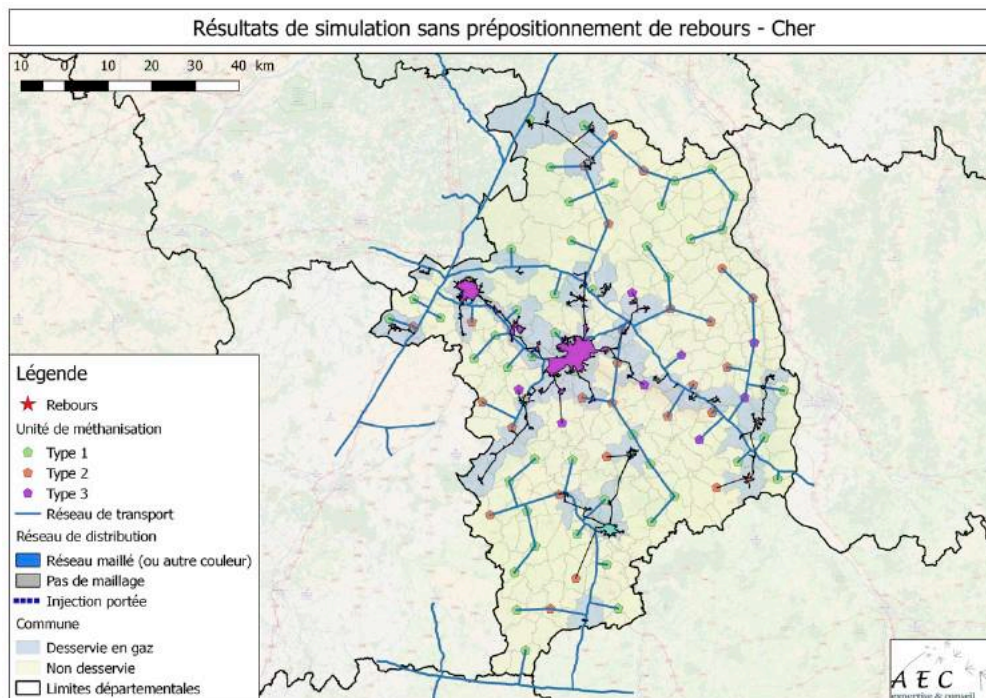 Résultats de simulation sans prépositionnement de rebours - Cher
10 0 10 20 30 40 km
Légende
Rebours
Unité de méthanisation
Type 1
Type 2
Type 3
Réseau de transport
Réseau de distribution
Réseau maillé (ou autre couleur)
Pas de maillage
Injection portée
Commune
Desservie en gaz
Non desservie
Limites départementales
AEC
expertise & conseil